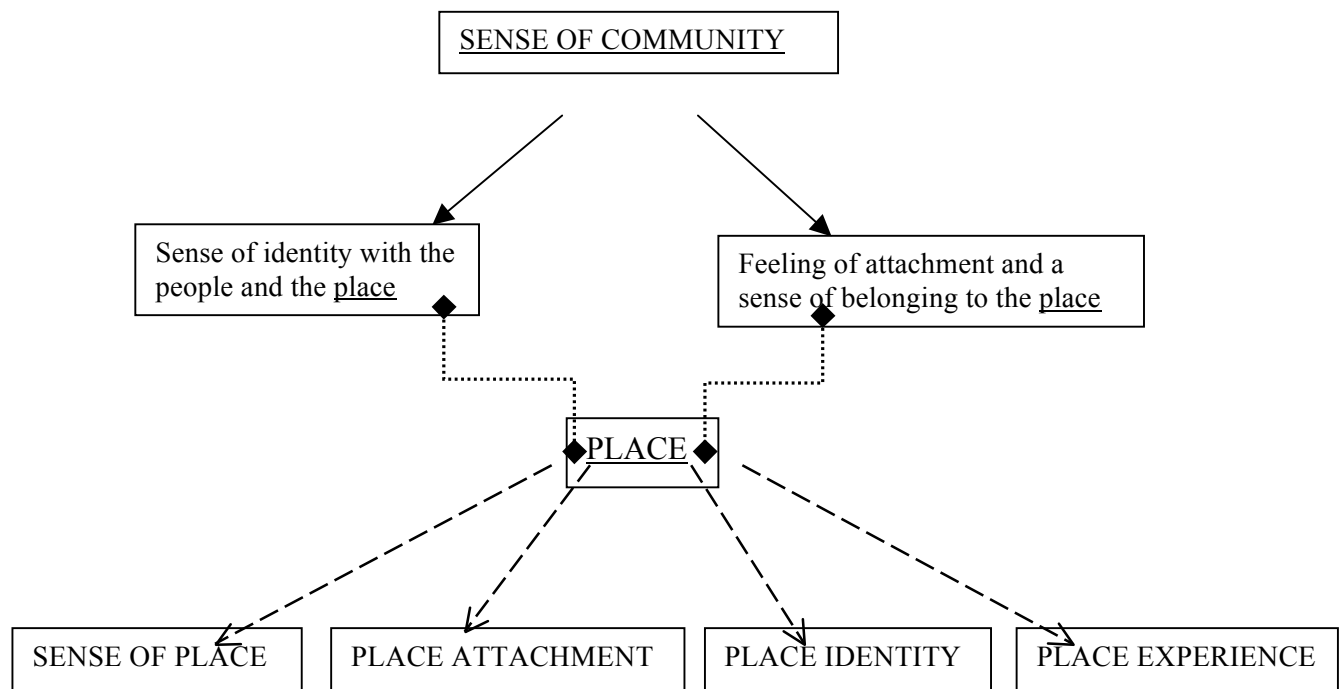 SENSE OF COMMUNITY
Sense of identity with the
people and the place
Feeling of attachment and a
sense of belonging to the place
PLACE
SENSE OF PLACE
PLACE ATTACHMENT
PLACE IDENTITY
PLACE EXPERIENCE